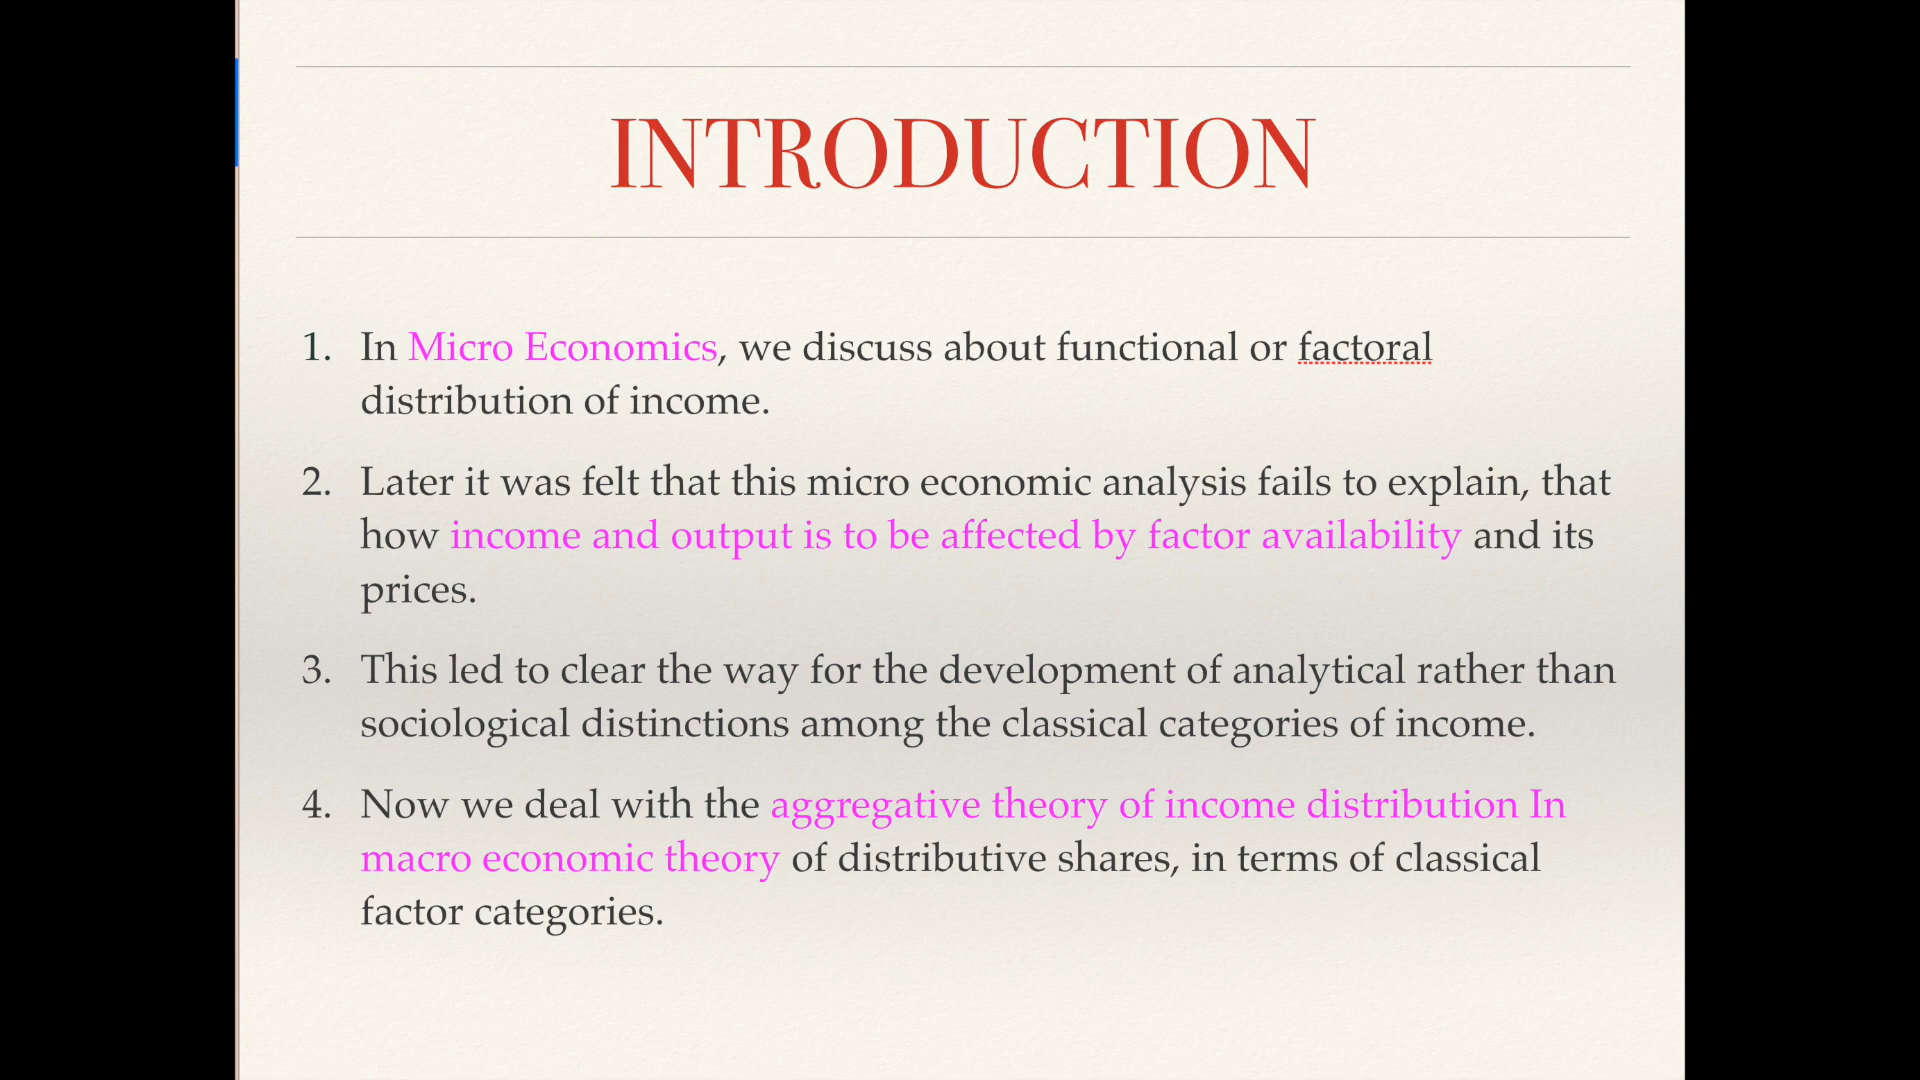 INTRODUCTION
1. In Micro Economics, we discuss about functional or factoral
distribution of income.
2. Later it was felt that this micro economic analysis fails to explain, that
how income and output is to be affected by factor availability and its
prices.
3. This led to clear the way for the development of analytical rather than
sociological distinctions among the classical categories of income.
4. Now we deal with the aggregative theory of income distribution In
macro economic theory of distributive shares, in terms of classical
factor categories.